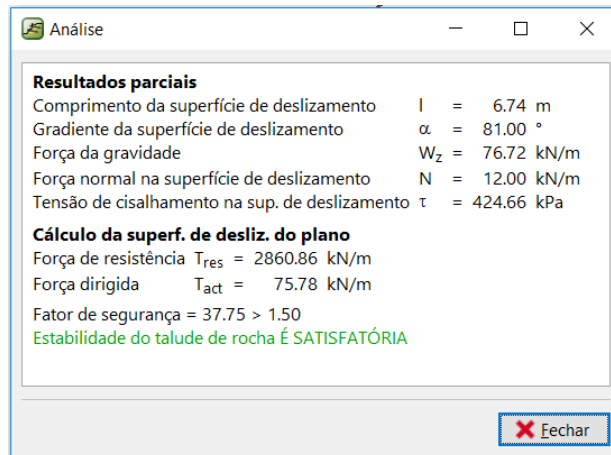 Análise
Resultados parciais
Comprimento da superfície de deslizamento l = 6.74 m
Gradiente da superfície de deslizamento α = 81.00 °
Força da gravidade Wz = 76.72 kN/m
Força normal na superfície de deslizamento N = 12.00 kN/m
Tensão de cisalhamento na sup. de deslizamento τ = 424.66 kPa
Cálculo da superf. de desliz. do plano
Força de resistência Tres = 2860.86 kN/m
Força dirigida Tact = 75.78 kN/m
Fator de segurança = 37.75 > 1.50
Estabilidade do talude de rocha É SATISFATÓRIA
Fechar